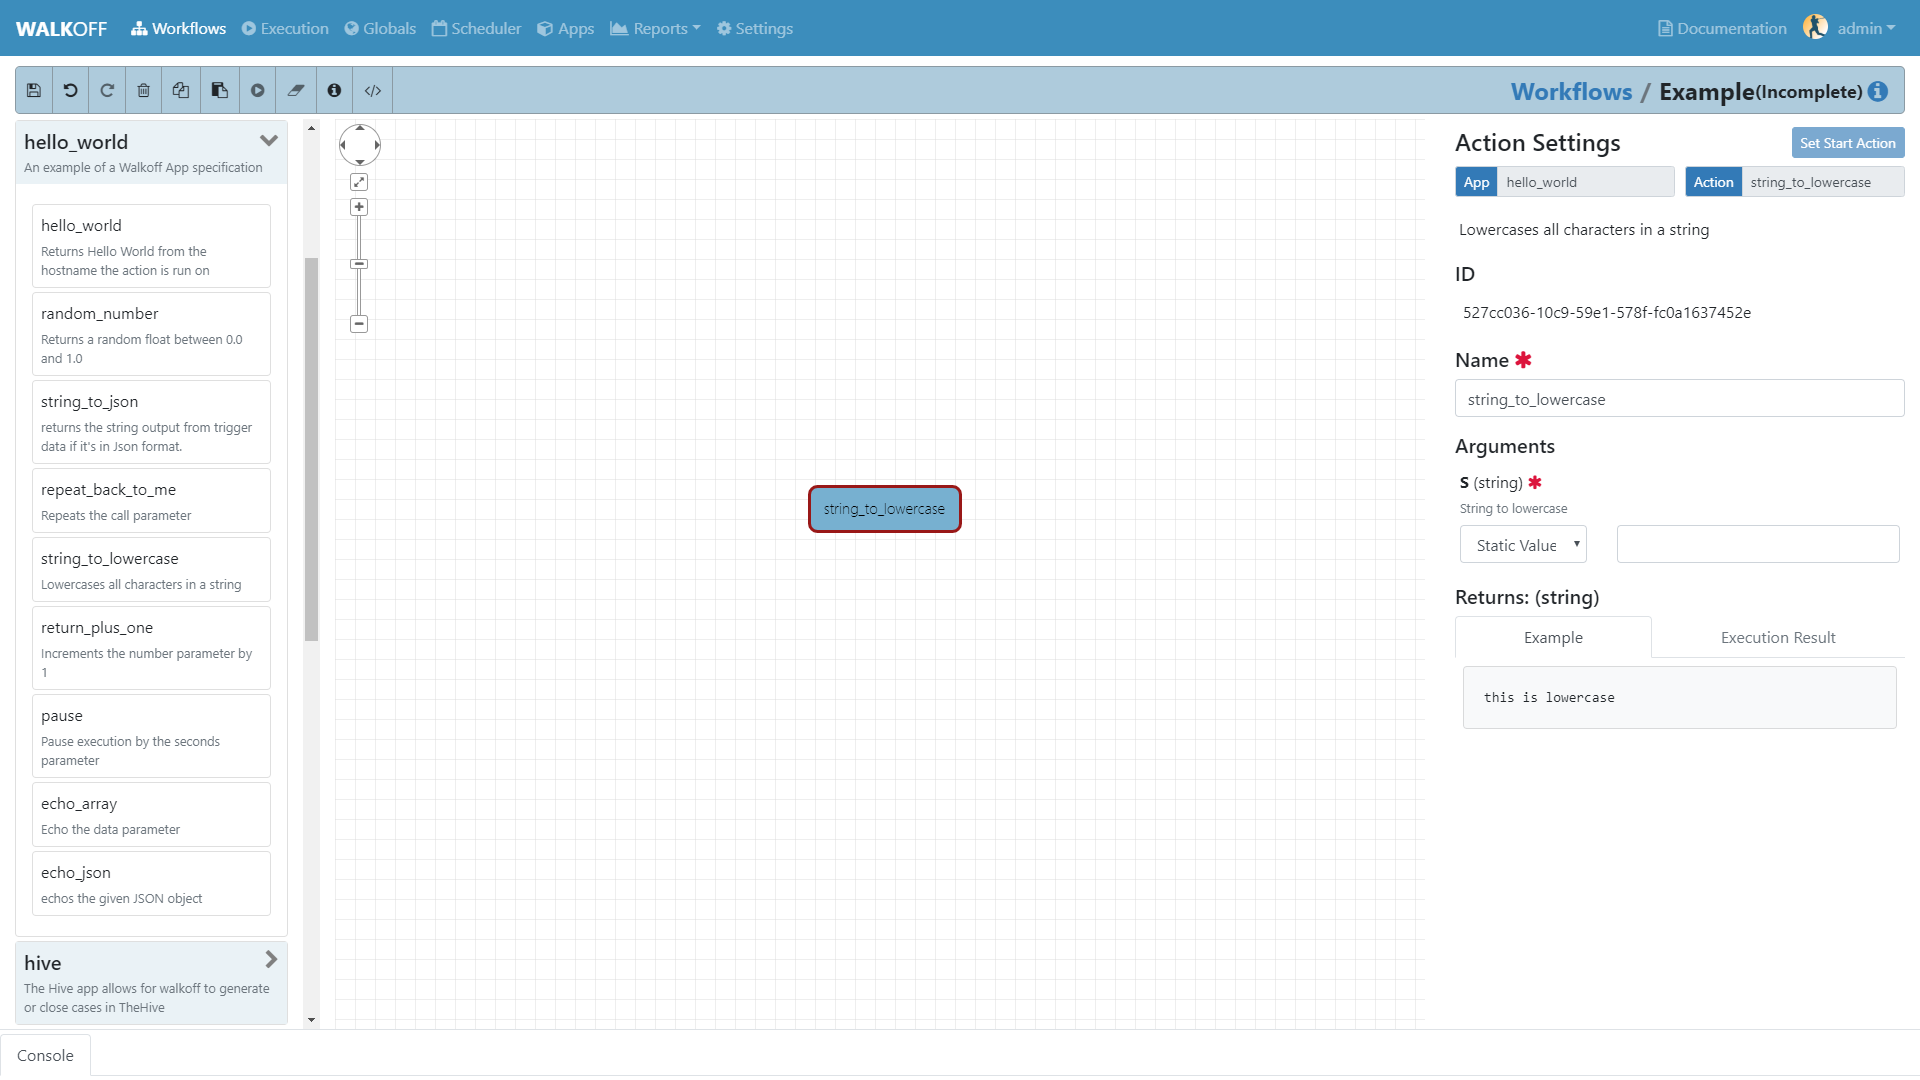 WALKOFF Workflows Execution Globals Scheduler Apps Reports Settings Documentation admin
Workflows / Example(Incomplete)
hello_world
An example of a Walkoff App specification
hello_world
Returns Hello World from the
hostname the action is run on
random_number
Returns a random float between 0.0
and 1.0
string_to_json
returns the string output from trigger
data if it's in Json format.
repeat_back_to_me
Repeats the call parameter
string_to_lowercase
Lowercases all characters in a string
return_plus_one
Increments the number parameter by
1
pause
Pause execution by the seconds
parameter
echo_array
Echo the data parameter
echo_json
echos the given JSON object
hive
The Hive app allows for walkoff to generate
or close cases in TheHive
string_to_lowercase
Action Settings Set Start Action
App hello_world Action string_to_lowercase
Lowercases all characters in a string
ID
527cc036-10c9-59e1-578f-fc0a1637452e
Name *
string_to_lowercase
Arguments
S (string) *
String to lowercase
Static Value
Returns: (string)
Example Execution Result
this is lowercase
Console